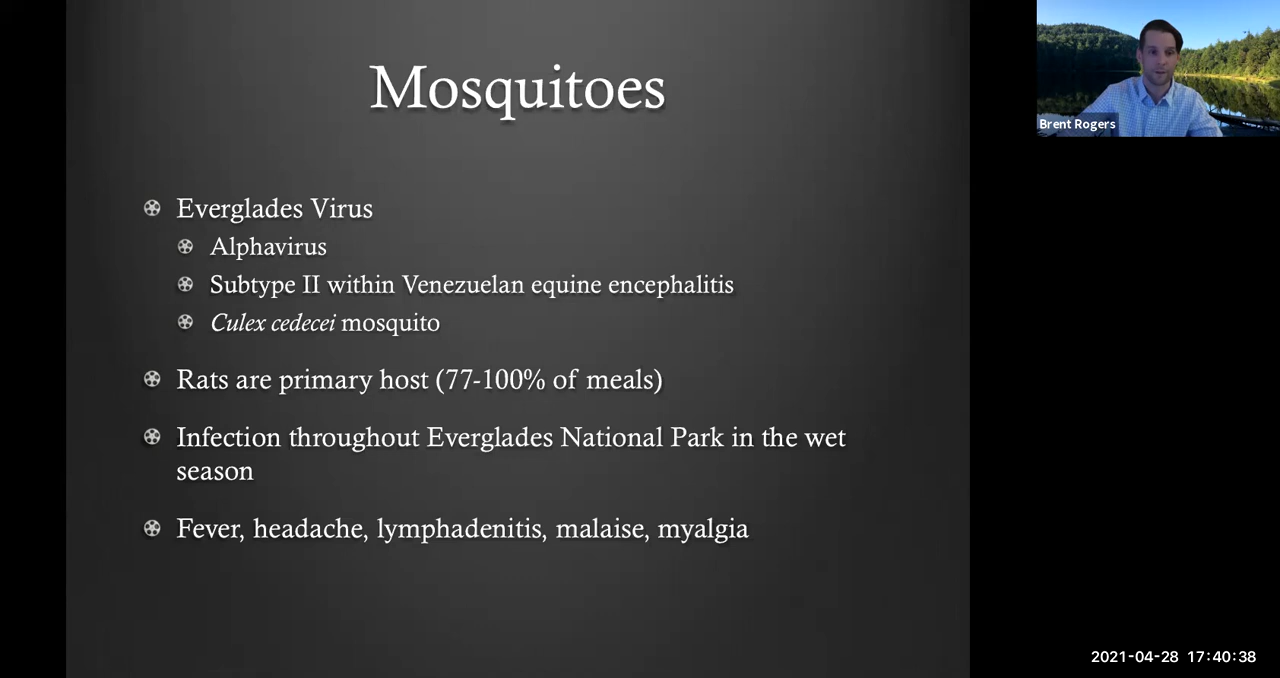 Mosquitoes
Everglades Virus
Alphavirus
Subtype II within Venezuelan equine encephalitis
Culex cedecei mosquito
Rats are primary host (77-100% of meals)
Infection throughout Everglades National Park in the wet
season
Fever, headache, lymphadenitis, malaise, myalgia
Brent Rogers
2021-04-28 17:40:38